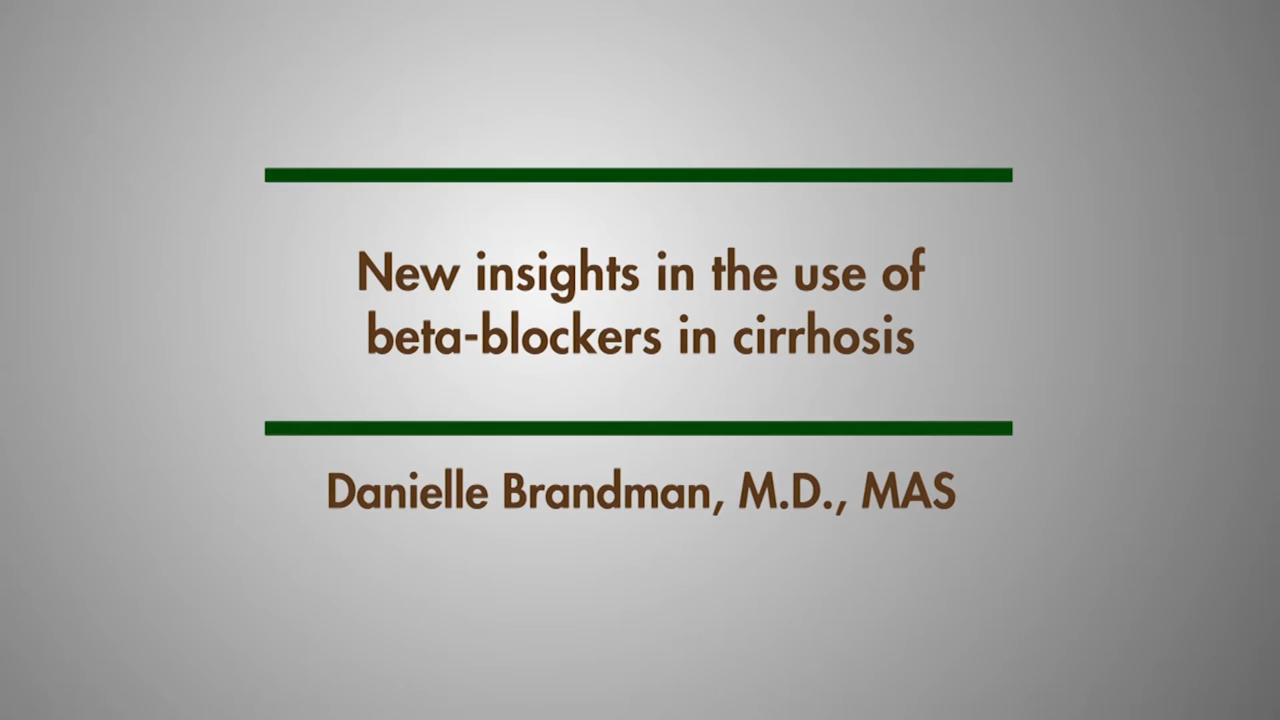 New insights in the use of
beta-blockers in cirrhosis
Danielle Brandman, M.D., MAS